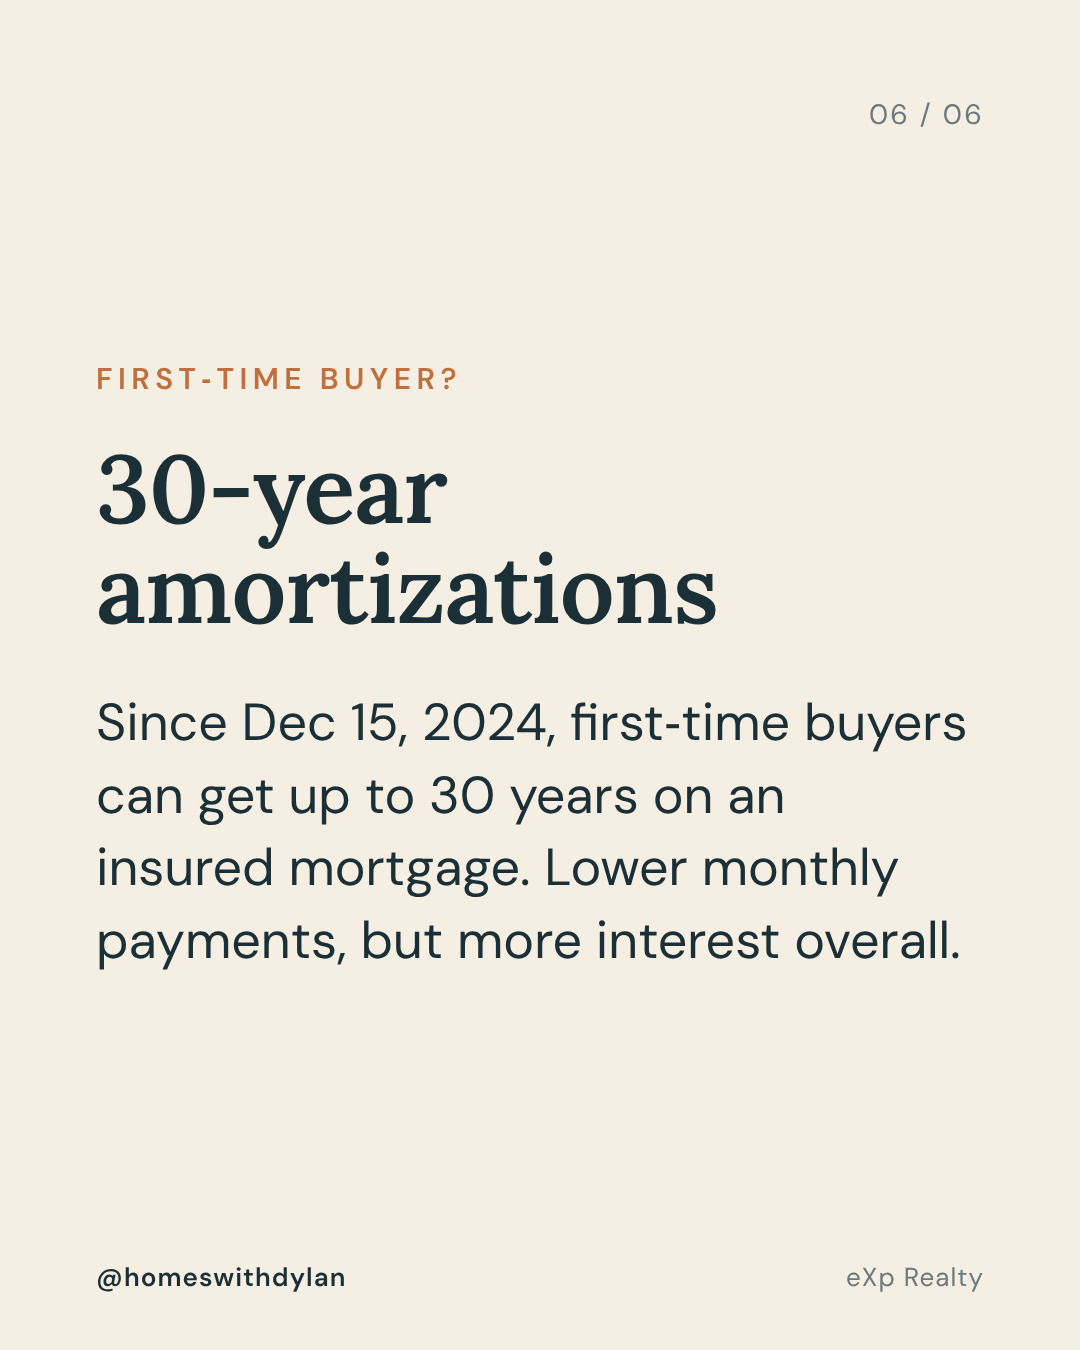 06 / 06
FIRST-TIME BUYER?
30-year
amortizations
Since Dec 15, 2024, first-time buyers
can get up to 30 years on an
insured mortgage. Lower monthly
payments, but more interest overall.
@homeswithdylan
eXp Realty